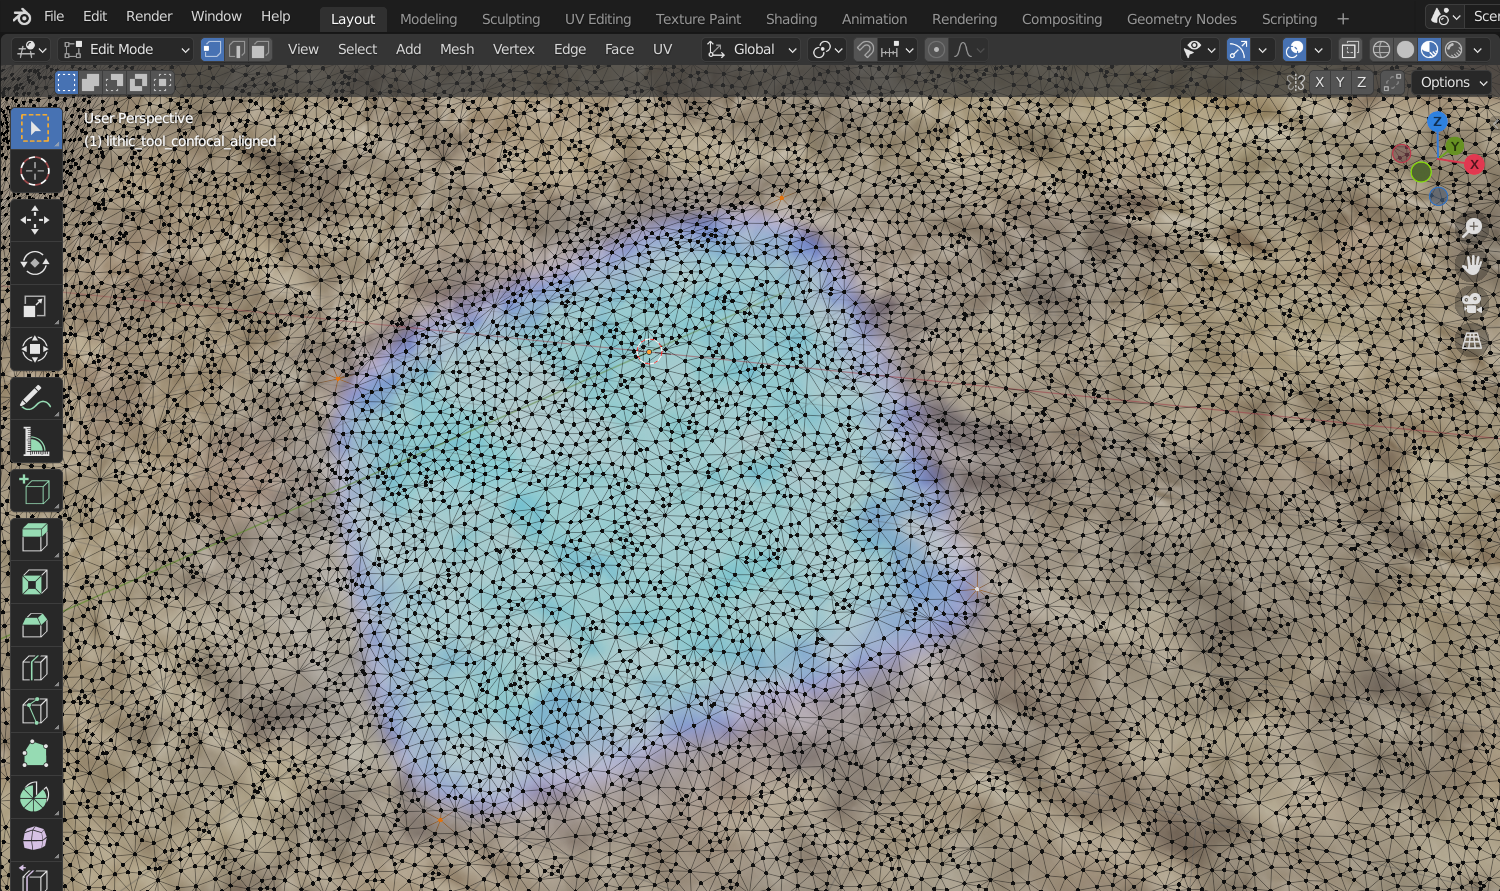 File Edit Render Window Help Layout Modeling Sculpting UV Editing Texture Paint Shading Animation Rendering Compositing Geometry Nodes Scripting + Scen
Edit Mode View Select Add Mesh Vertex Edge Face UV Global
X Y Z Options
User Perspective
(1) lithic_tool_confocal_aligned
Z
Y
X